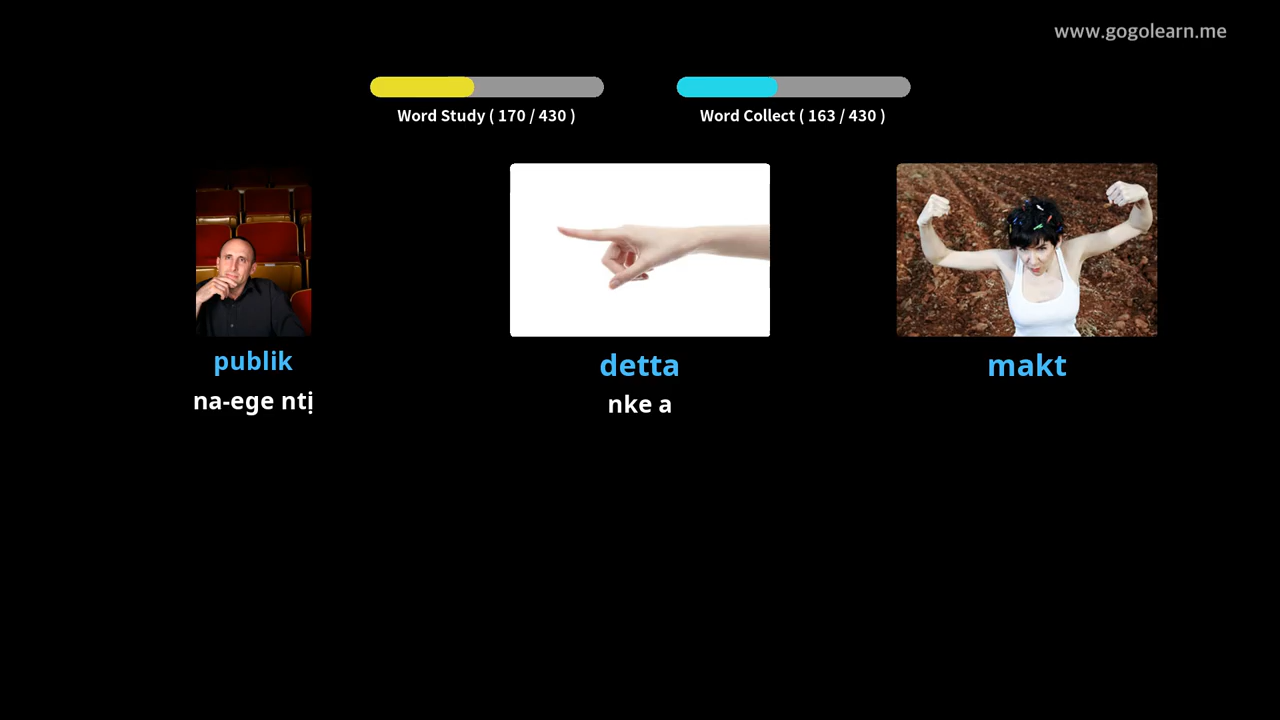 www.gogolearn.me
Word Study ( 170 / 430 )
Word Collect ( 163 / 430 )
publik
na-ege ntị
detta
nke a
makt